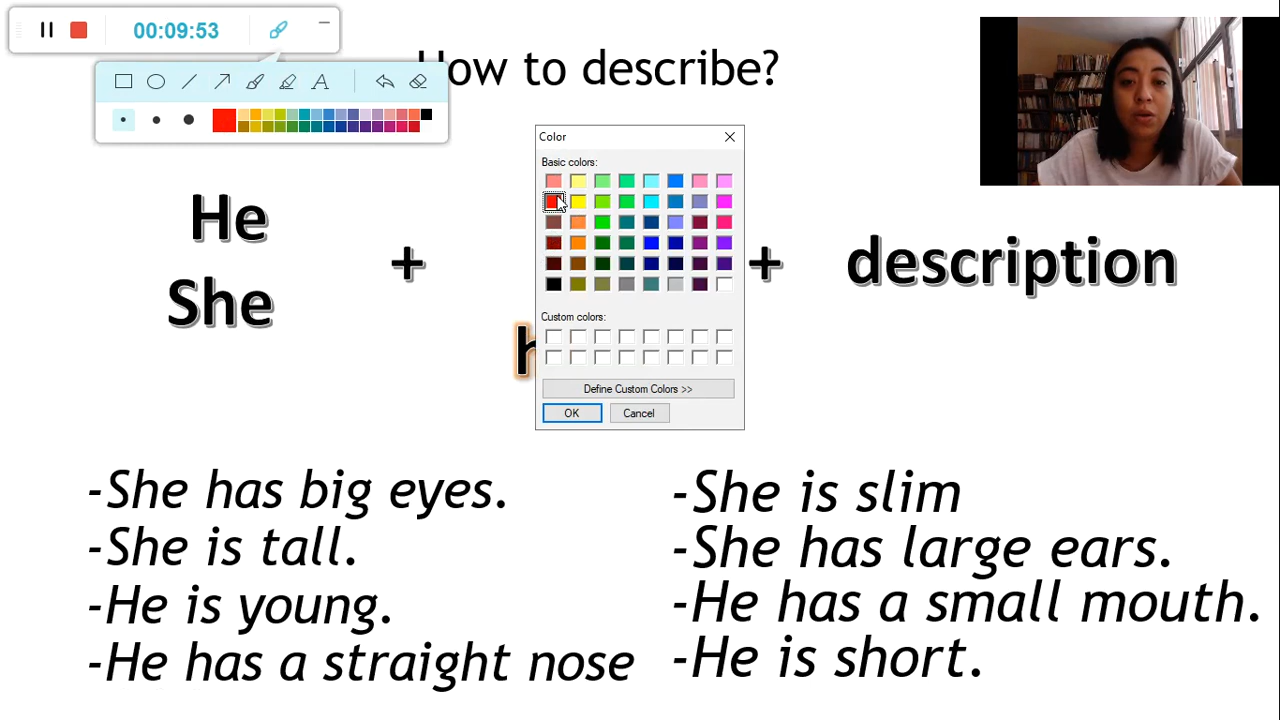 00:09:53
How to describe?
A
Color
Basic colors:
He
She
+
+
description
Custom colors:
h
Define Custom Colors >>
OK
Cancel
-She has big eyes.
-She is tall.
-He is young.
-He has a straight nose
-She is slim
-She has large ears.
-He has a small mouth.
-He is short.